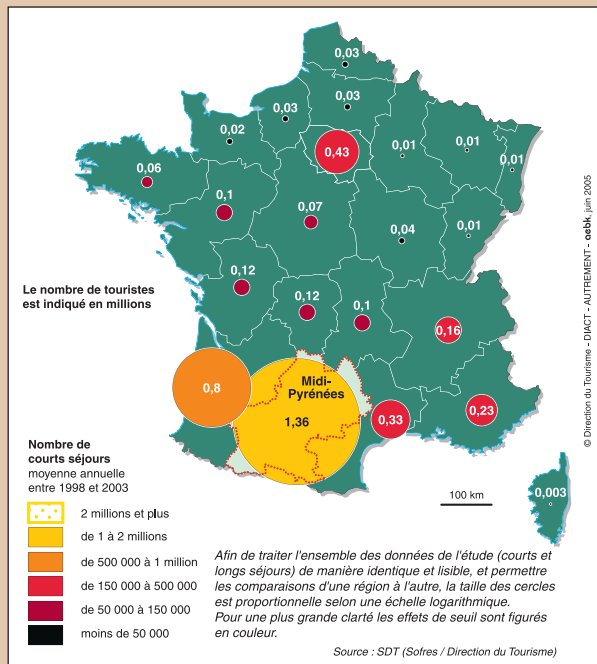 0,03
0,03
0,03
0,02
0,43
0,01
0,01
0,01
0,06
0,1
0,07
0,04
0,01
Le nombre de touristes
est indiqué en millions
0,12
0,12
0,1
0,16
0,8
Midi-
Pyrénées
1,36
0,33
0,23
0,003
100 km
Nombre de
courts séjours
moyenne annuelle
entre 1998 et 2003
2 millions et plus
de 1 à 2 millions
de 500 000 à 1 million
de 150 000 à 500 000
de 50 000 à 150 000
moins de 50 000
Afin de traiter l'ensemble des données de l'étude (courts et
longs séjours) de manière identique et lisible, et permettre
les comparaisons d'une région à l'autre, la taille des cercles
est proportionnelle selon une échelle logarithmique.
Pour une plus grande clarté les effets de seuil sont figurés
en couleur.
Source : SDT (Sofres / Direction du Tourisme)
© Direction du Tourisme - DIACT - AUTREMENT - aebk, juin 2005